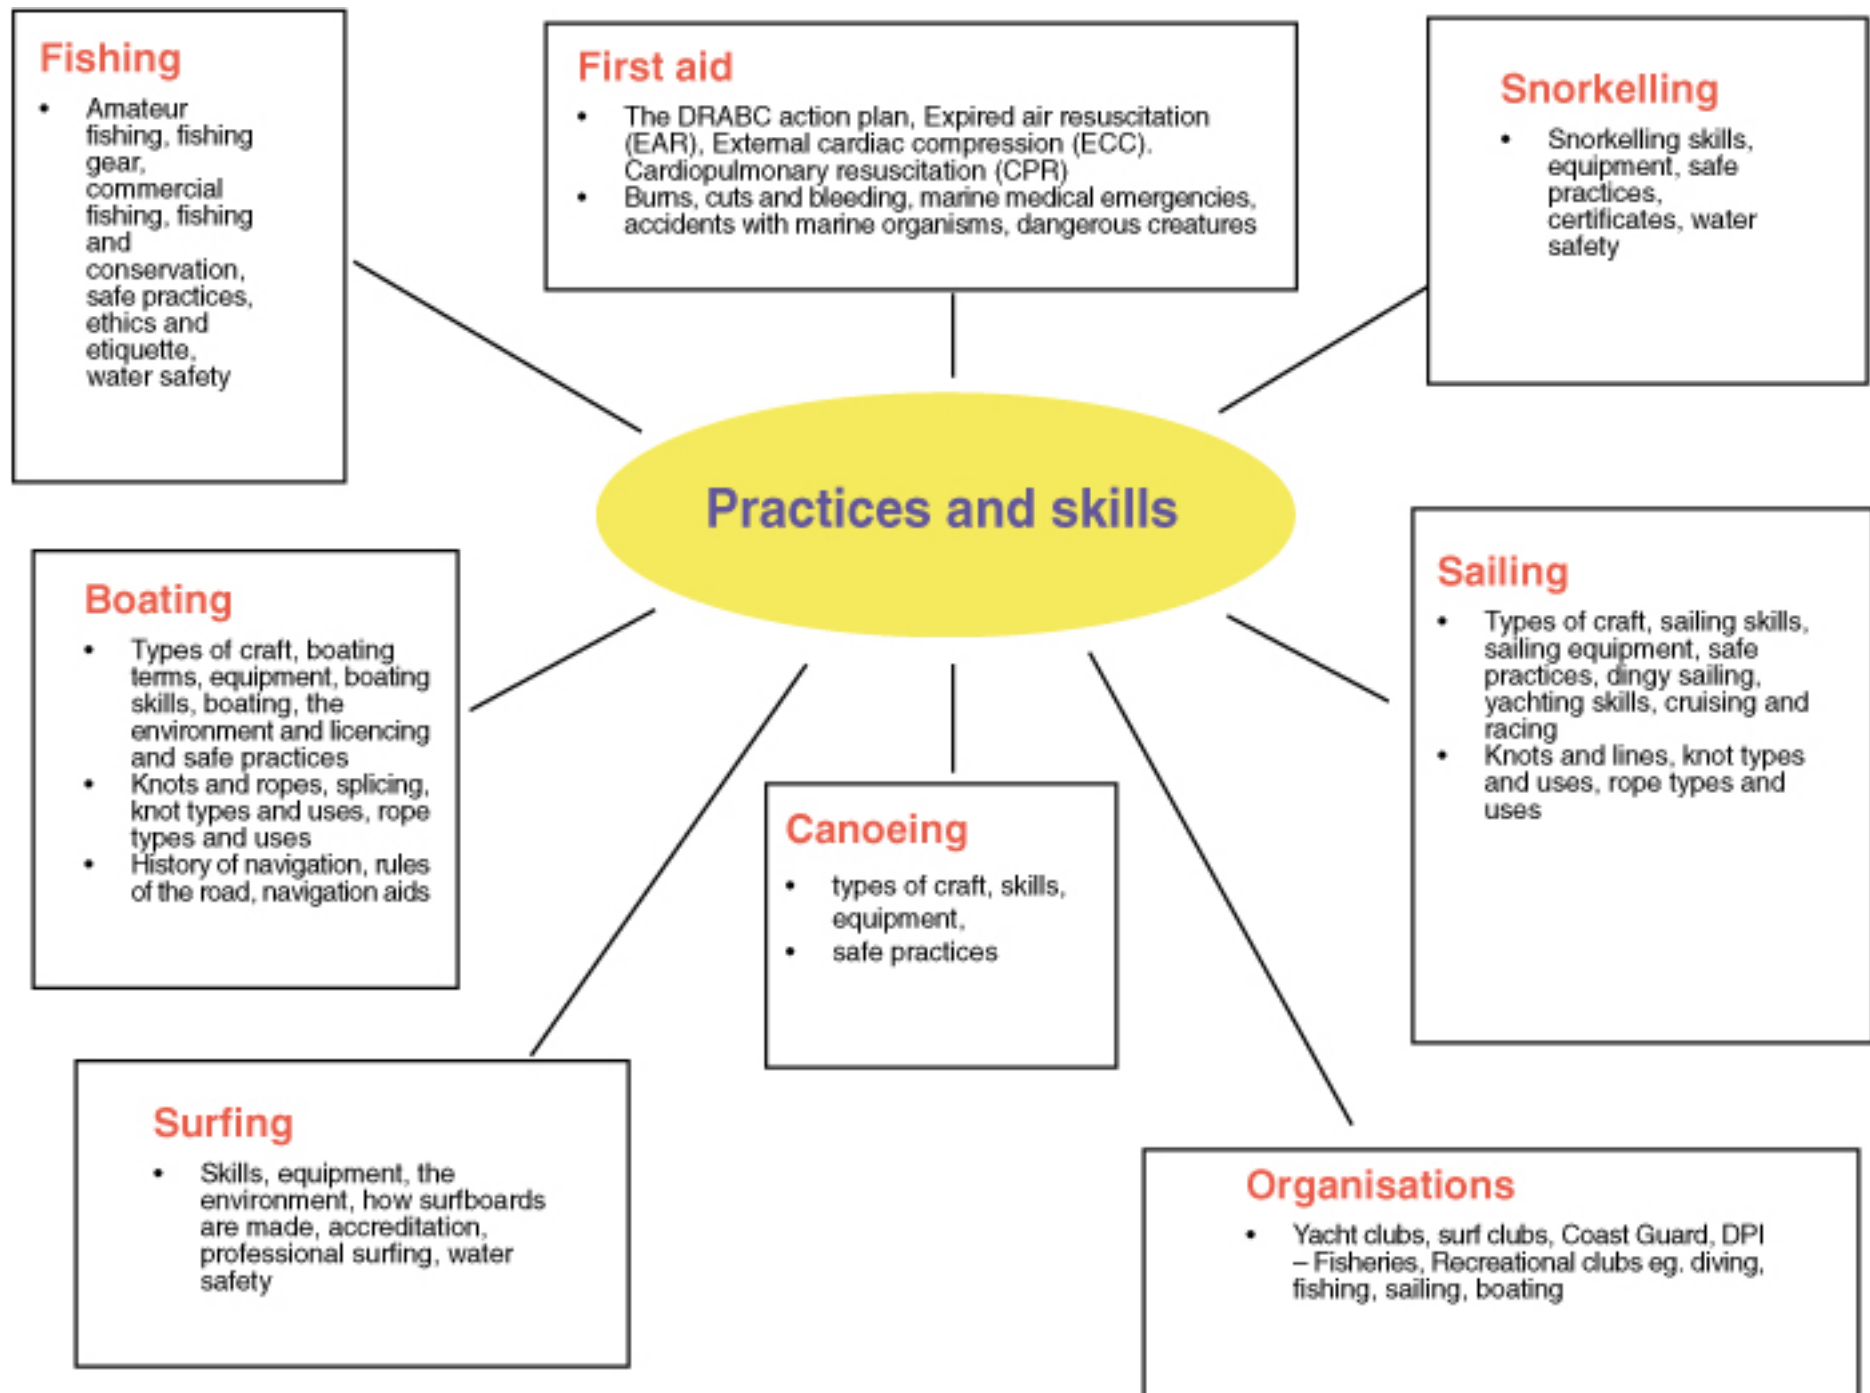 Fishing
• Amateur
fishing, fishing
gear,
commercial
fishing, fishing
and
conservation,
safe practices,
ethics and
etiquette,
water safety
First aid
• The DRABC action plan, Expired air resuscitation
(EAR), External cardiac compression (ECC).
Cardiopulmonary resuscitation (CPR)
• Burns, cuts and bleeding, marine medical emergencies,
accidents with marine organisms, dangerous creatures
Snorkelling
• Snorkelling skills,
equipment, safe
practices,
certificates, water
safety
Practices and skills
Boating
• Types of craft, boating
terms, equipment, boating
skills, boating, the
environment and licencing
and safe practices
• Knots and ropes, splicing,
knot types and uses, rope
types and uses
• History of navigation, rules
of the road, navigation aids
Sailing
• Types of craft, sailing skills,
sailing equipment, safe
practices, dingy sailing,
yachting skills, cruising and
racing
• Knots and lines, knot types
and uses, rope types and
uses
Canoeing
• types of craft, skills,
equipment,
• safe practices
Surfing
• Skills, equipment, the
environment, how surfboards
are made, accreditation,
professional surfing, water
safety
Organisations
• Yacht clubs, surf clubs, Coast Guard, DPI
– Fisheries, Recreational clubs eg. diving,
fishing, sailing, boating